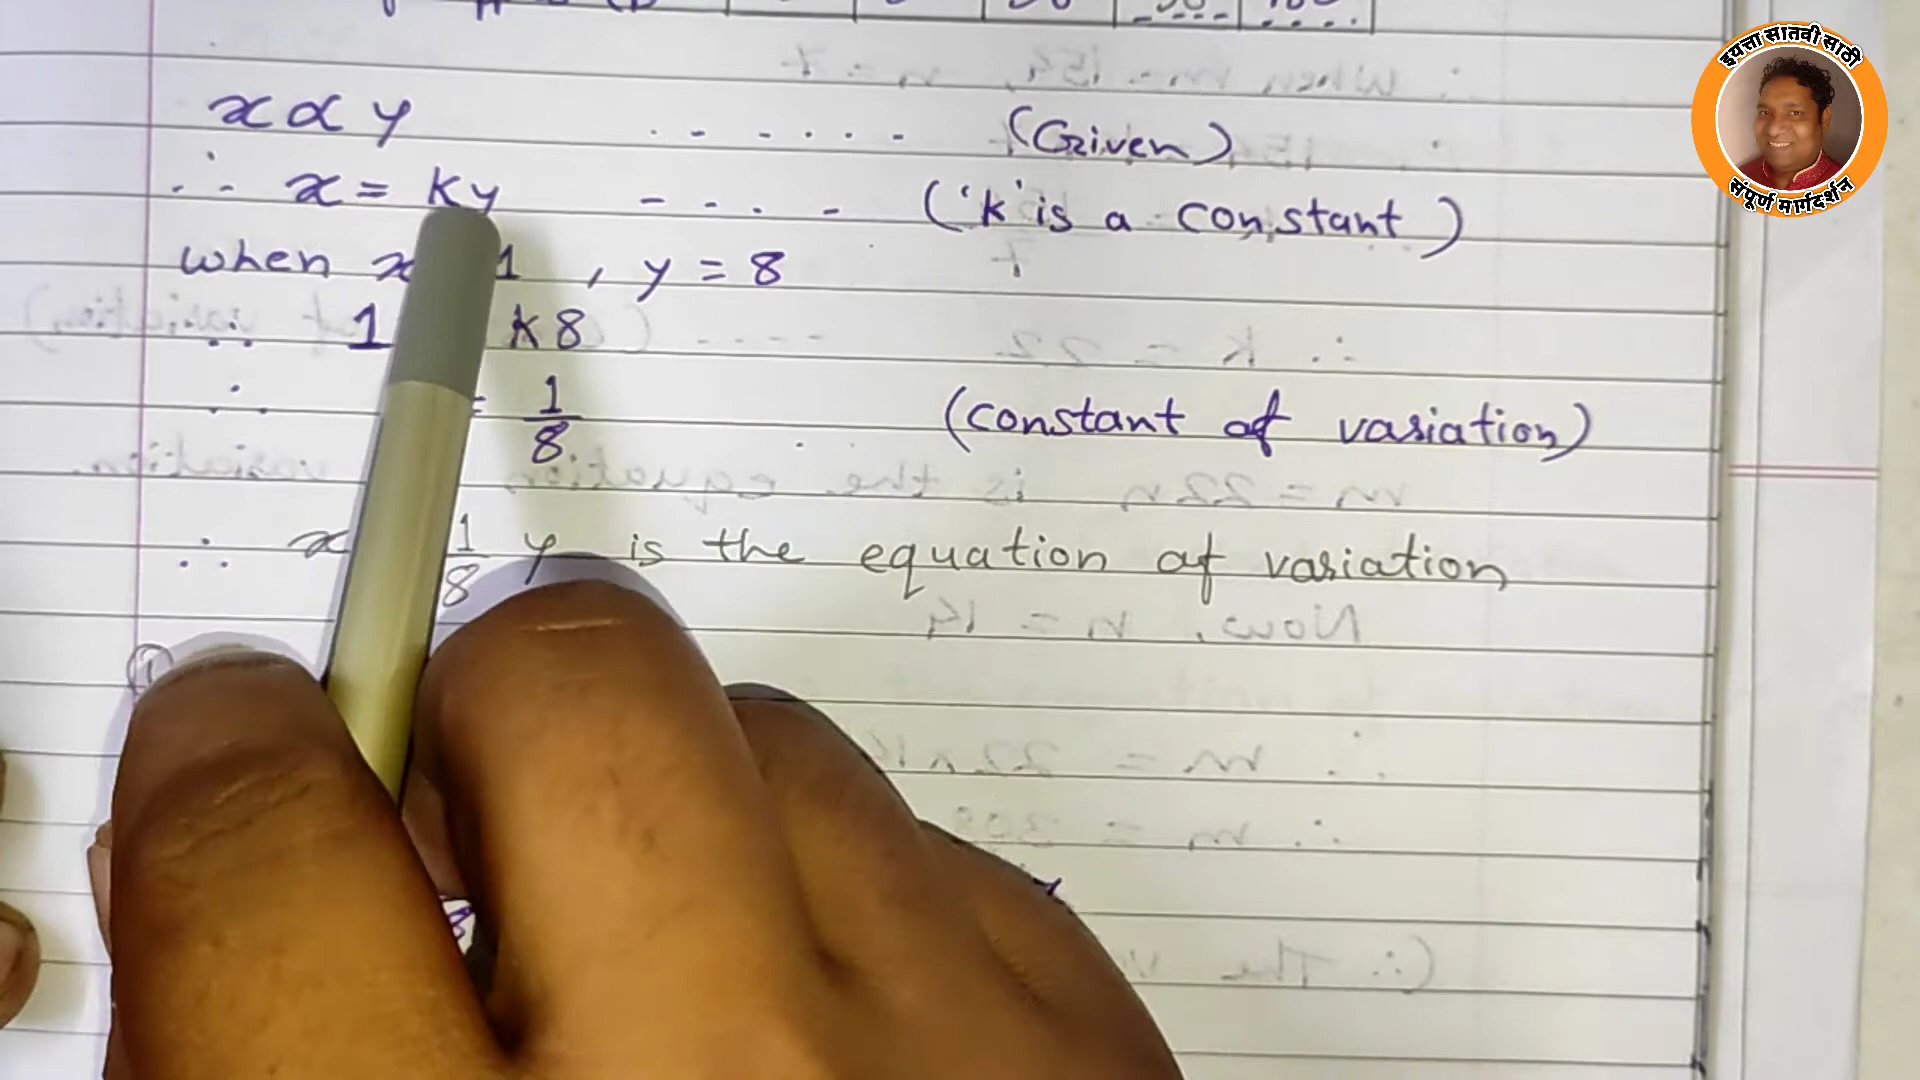 इयत्ता सातवी साठी
संपूर्ण मार्गदर्शन
x ∝ y ....... (Given)
∴ x = ky .... ('k' is a constant)
when x 1 , y = 8
∴ 1 k8
∴ = 1/8 (constant of variation)
∴ x 1/8 y is the equation of variation